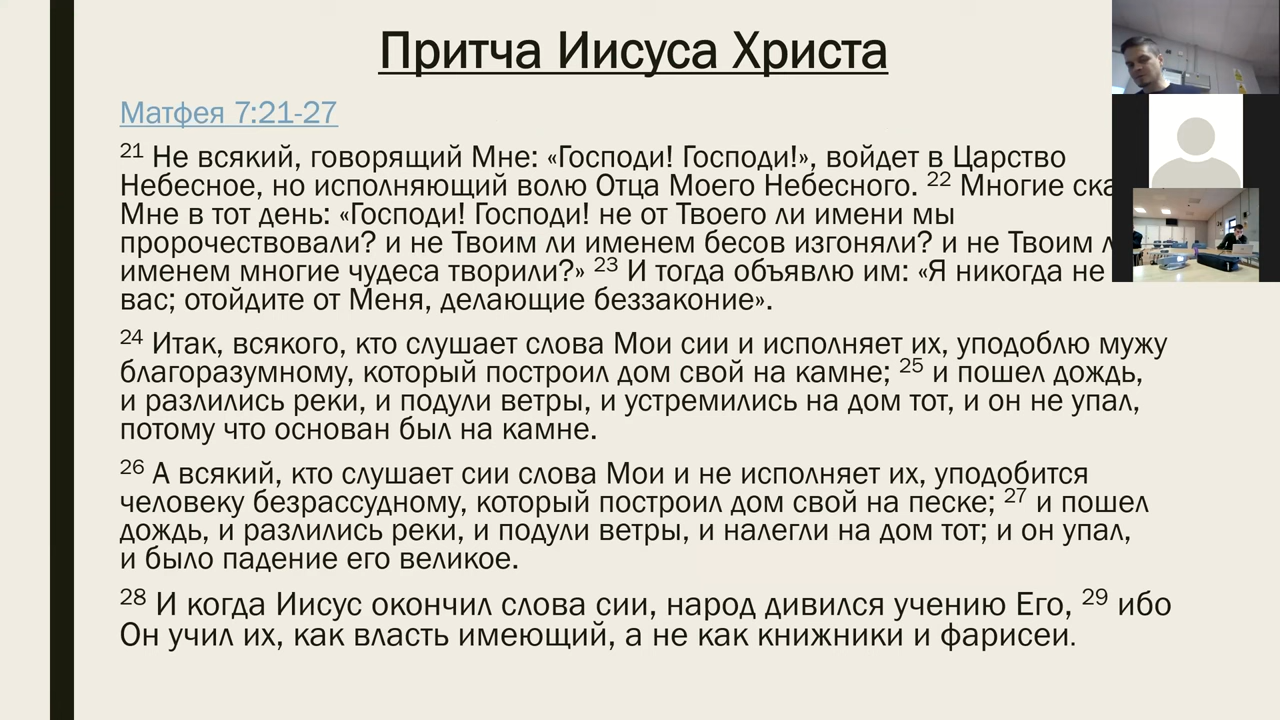 Притча Иисуса Христа
Матфея 7:21-27
21 Не всякий, говорящий Мне: «Господи! Господи!», войдет в Царство
Небесное, но исполняющий волю Отца Моего Небесного. 22 Многие
Мне в тот день: «Господи! Господи! не от Твоего ли имени мы
пророчествовали? и не Твоим ли именем бесов изгоняли? и не Твоим
именем многие чудеса творили?» 23 И тогда объявлю им: «Я никогда не
вас; отойдите от Меня, делающие беззаконие».
24 Итак, всякого, кто слушает слова Мои сии и исполняет их, уподоблю мужу
благоразумному, который построил дом свой на камне; 25 и пошел дождь,
и разлились реки, и подули ветры, и устремились на дом тот, и он не упал,
потому что основан был на камне.
26 А всякий, кто слушает сии слова Мои и не исполняет их, уподобится
человеку безрассудному, который построил дом свой на песке; 27 и пошел
дождь, и разлились реки, и подули ветры, и налегли на дом тот; и он упал,
и было падение его великое.
28 И когда Иисус окончил слова сии, народ дивился учению Его, 29 ибо
Он учил их, как власть имеющий, а не как книжники и фарисеи.